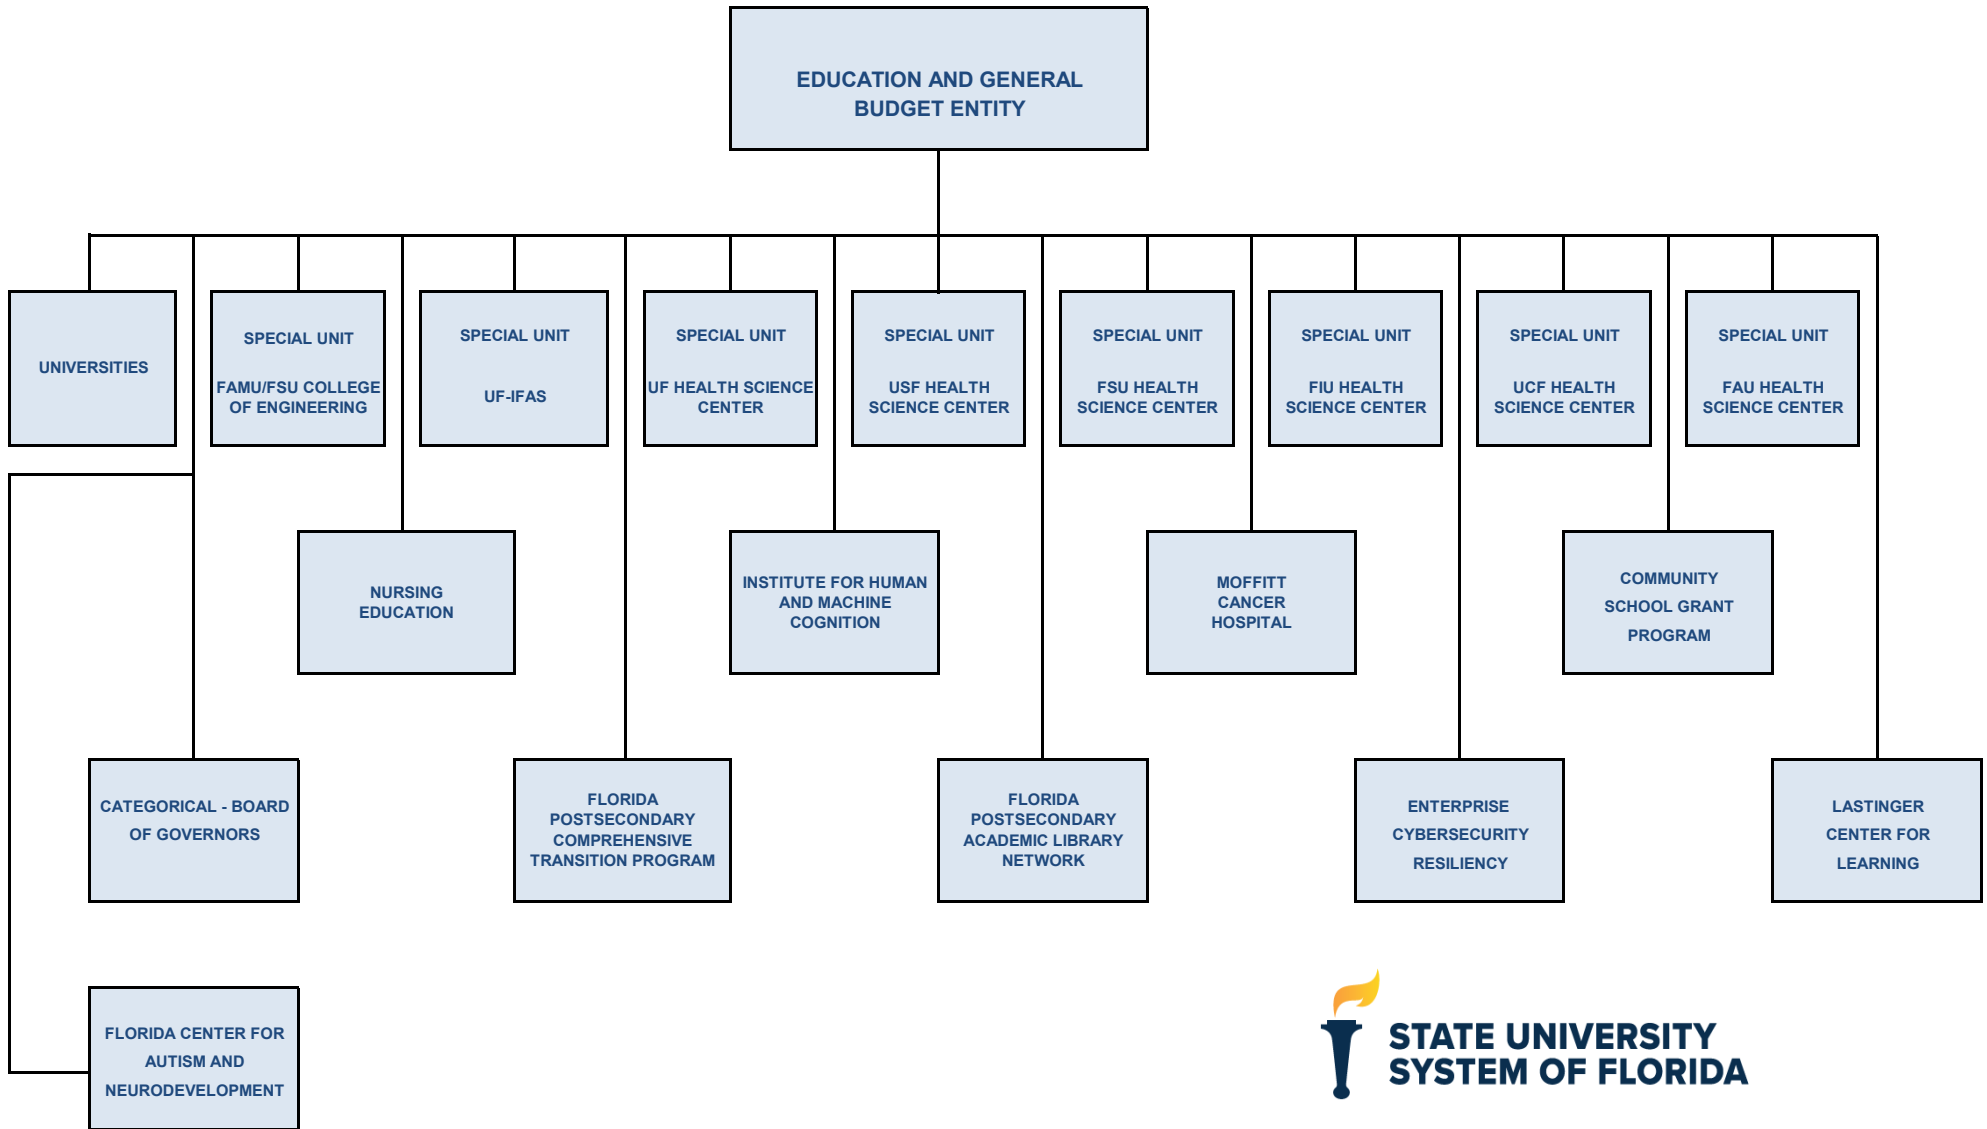 EDUCATION AND GENERAL
BUDGET ENTITY
UNIVERSITIES
SPECIAL UNIT
FAMU/FSU COLLEGE
OF ENGINEERING
SPECIAL UNIT
UF-IFAS
SPECIAL UNIT
UF HEALTH SCIENCE
CENTER
SPECIAL UNIT
USF HEALTH
SCIENCE CENTER
SPECIAL UNIT
FSU HEALTH
SCIENCE CENTER
SPECIAL UNIT
FIU HEALTH
SCIENCE CENTER
SPECIAL UNIT
UCF HEALTH
SCIENCE CENTER
SPECIAL UNIT
FAU HEALTH
SCIENCE CENTER
NURSING
EDUCATION
INSTITUTE FOR HUMAN
AND MACHINE
COGNITION
MOFFITT
CANCER
HOSPITAL
COMMUNITY
SCHOOL GRANT
PROGRAM
CATEGORICAL - BOARD
OF GOVERNORS
FLORIDA
POSTSECONDARY
COMPREHENSIVE
TRANSITION PROGRAM
FLORIDA
POSTSECONDARY
ACADEMIC LIBRARY
NETWORK
ENTERPRISE
CYBERSECURITY
RESILIENCY
LASTINGER
CENTER FOR
LEARNING
FLORIDA CENTER FOR
AUTISM AND
NEURODEVELOPMENT
STATE UNIVERSITY
SYSTEM OF FLORIDA